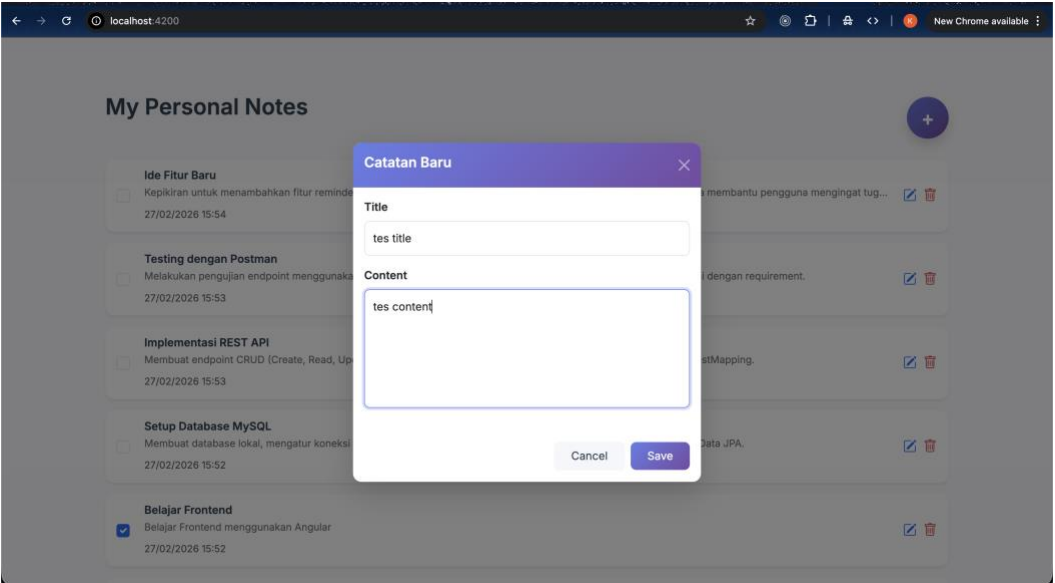 localhost:4200
New Chrome available
My Personal Notes
+
Catatan Baru
Title
tes title
Content
tes content
Cancel
Save
Ide Fitur Baru
Kepikiran untuk menambahkan fitur reminde
membantu pengguna mengingat tug...
27/02/2026 15:54
Testing dengan Postman
Melakukan pengujian endpoint menggunaka
dengan requirement.
27/02/2026 15:53
Implementasi REST API
Membuat endpoint CRUD (Create, Read, Up
stMapping.
27/02/2026 15:53
Setup Database MySQL
Membuat database lokal, mengatur koneksi
Data JPA.
27/02/2026 15:52
Belajar Frontend
Belajar Frontend menggunakan Angular
27/02/2026 15:52